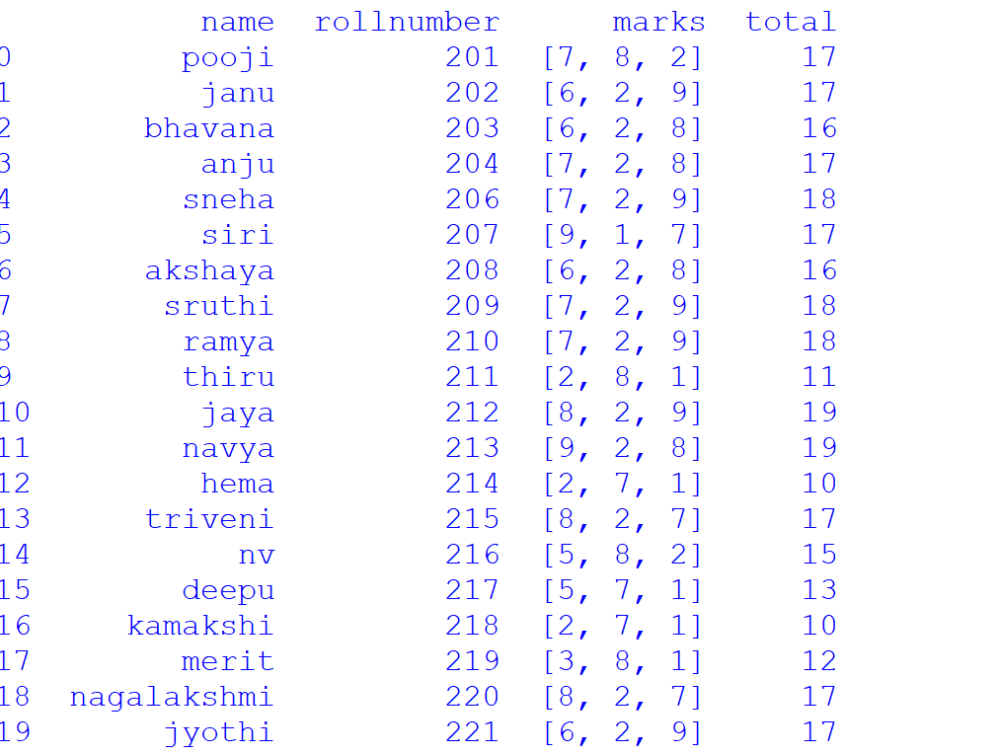 name rollnumber marks total
0 pooji 201 [7, 8, 2] 17
1 janu 202 [6, 2, 9] 17
2 bhavana 203 [6, 2, 8] 16
3 anju 204 [7, 2, 8] 17
4 sneha 206 [7, 2, 9] 18
5 siri 207 [9, 1, 7] 17
6 akshaya 208 [6, 2, 8] 16
7 sruthi 209 [7, 2, 9] 18
8 ramya 210 [7, 2, 9] 18
9 thiru 211 [2, 8, 1] 11
10 jaya 212 [8, 2, 9] 19
11 navya 213 [9, 2, 8] 19
12 hema 214 [2, 7, 1] 10
13 triveni 215 [8, 2, 7] 17
14 nv 216 [5, 8, 2] 15
15 deepu 217 [5, 7, 1] 13
16 kamakshi 218 [2, 7, 1] 10
17 merit 219 [3, 8, 1] 12
18 nagalakshmi 220 [8, 2, 7] 17
19 jyothi 221 [6, 2, 9] 17